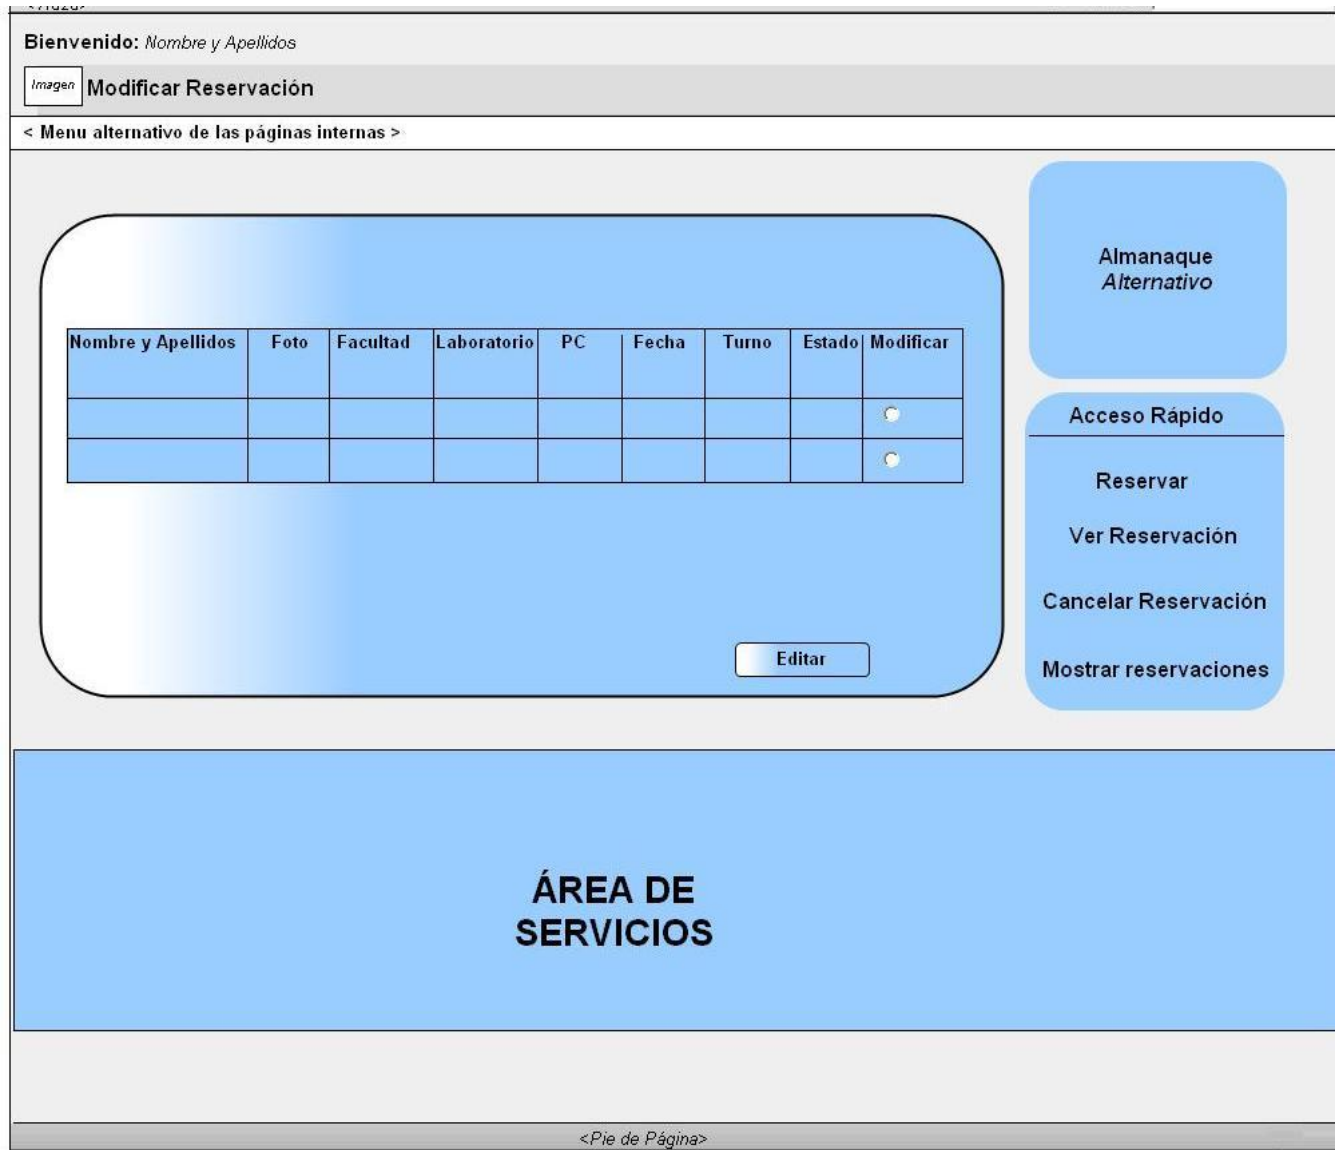 Bienvenido: Nombre y Apellidos
Imagen Modificar Reservación
< Menu alternativo de las páginas internas >
Almanaque
Alternativo
Nombre y Apellidos Foto Facultad Laboratorio PC Fecha Turno Estado Modificar
Editar
Acceso Rápido
Reservar
Ver Reservación
Cancelar Reservación
Mostrar reservaciones
ÁREA DE
SERVICIOS
<Pie de Página>